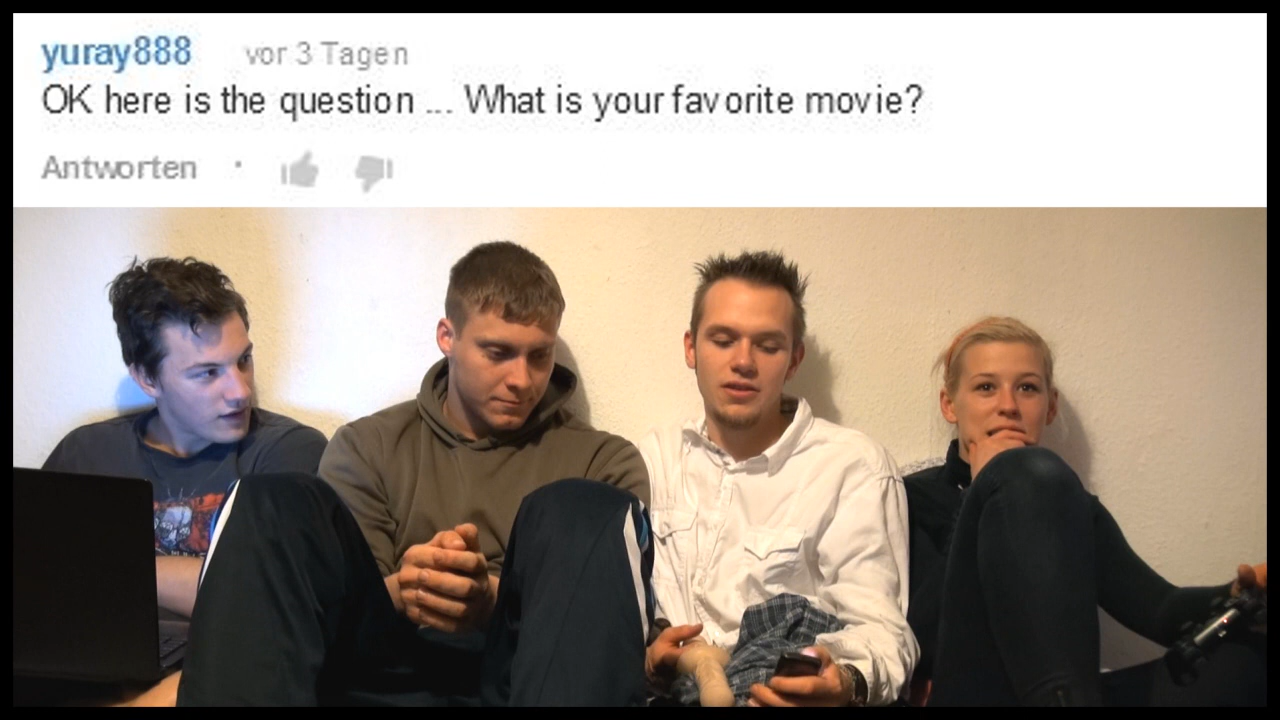 yuray888 vor 3 Tagen
OK here is the question ... What is your favorite movie?
Antworten